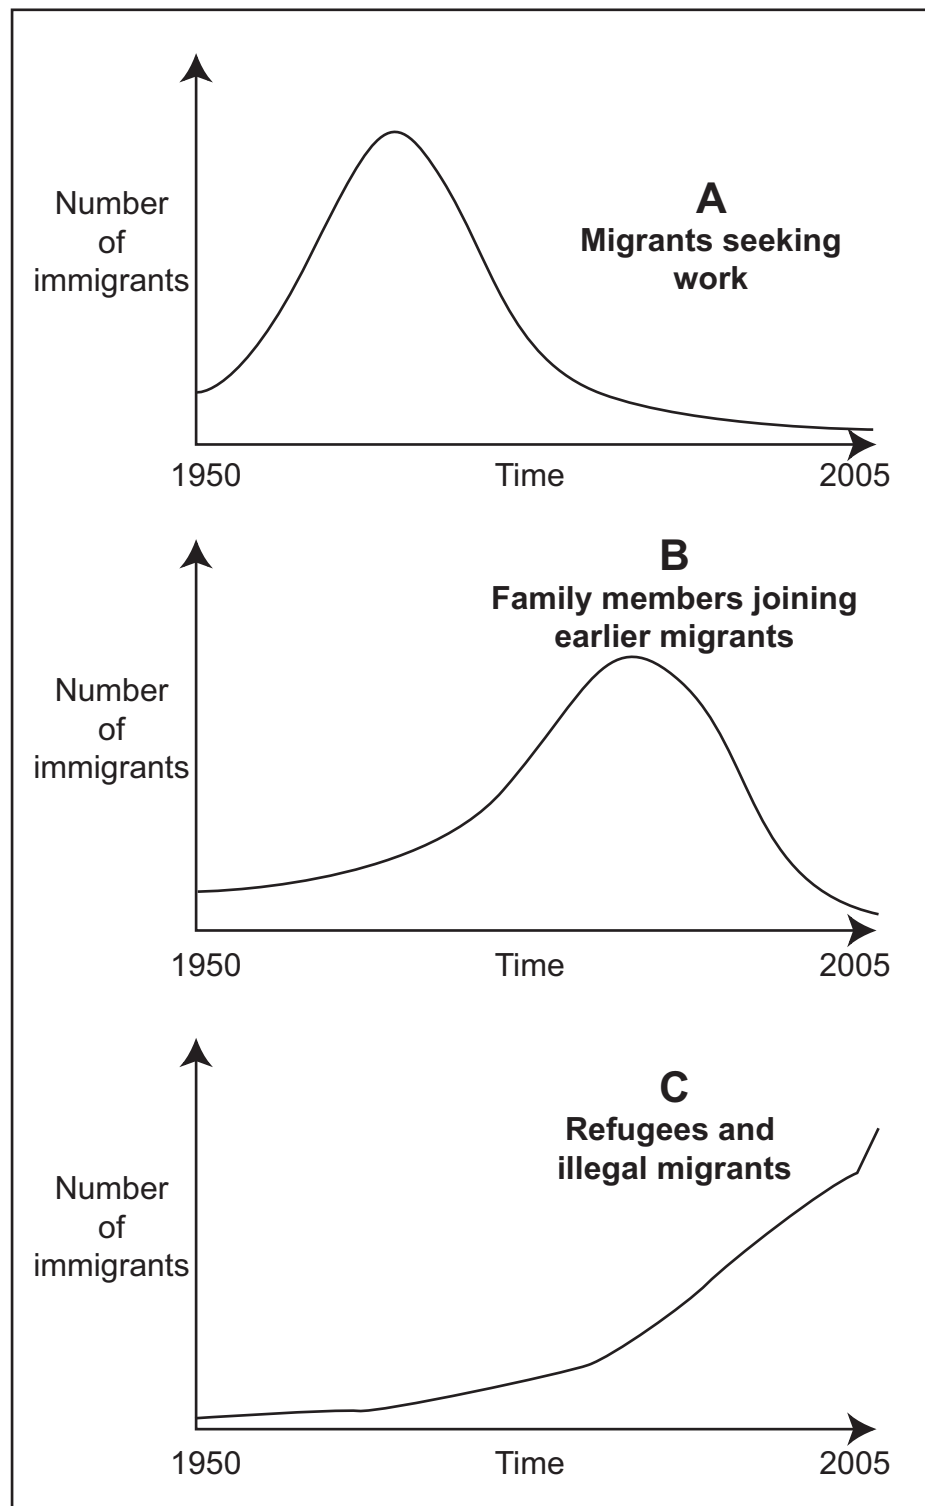 Number
of
immigrants
A
Migrants seeking
work
1950 Time 2005
B
Family members joining
earlier migrants
Number
of
immigrants
1950 Time 2005
C
Refugees and
illegal migrants
Number
of
immigrants
1950 Time 2005